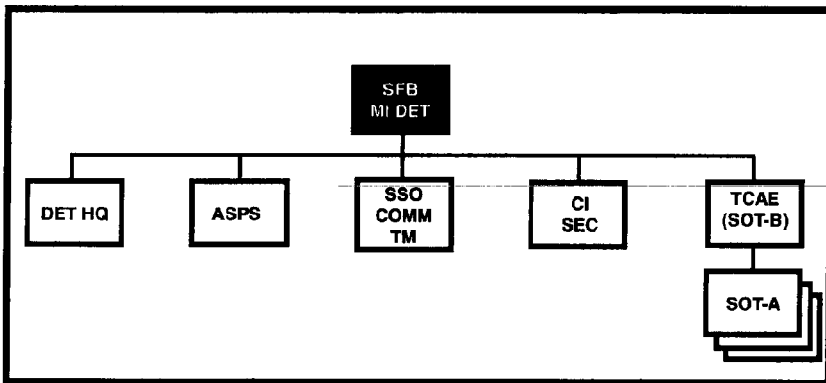 SFB
MI DET
DET HQ
ASPS
SSO
COMM
TM
CI
SEC
TCAE
(SOT-B)
SOT-A